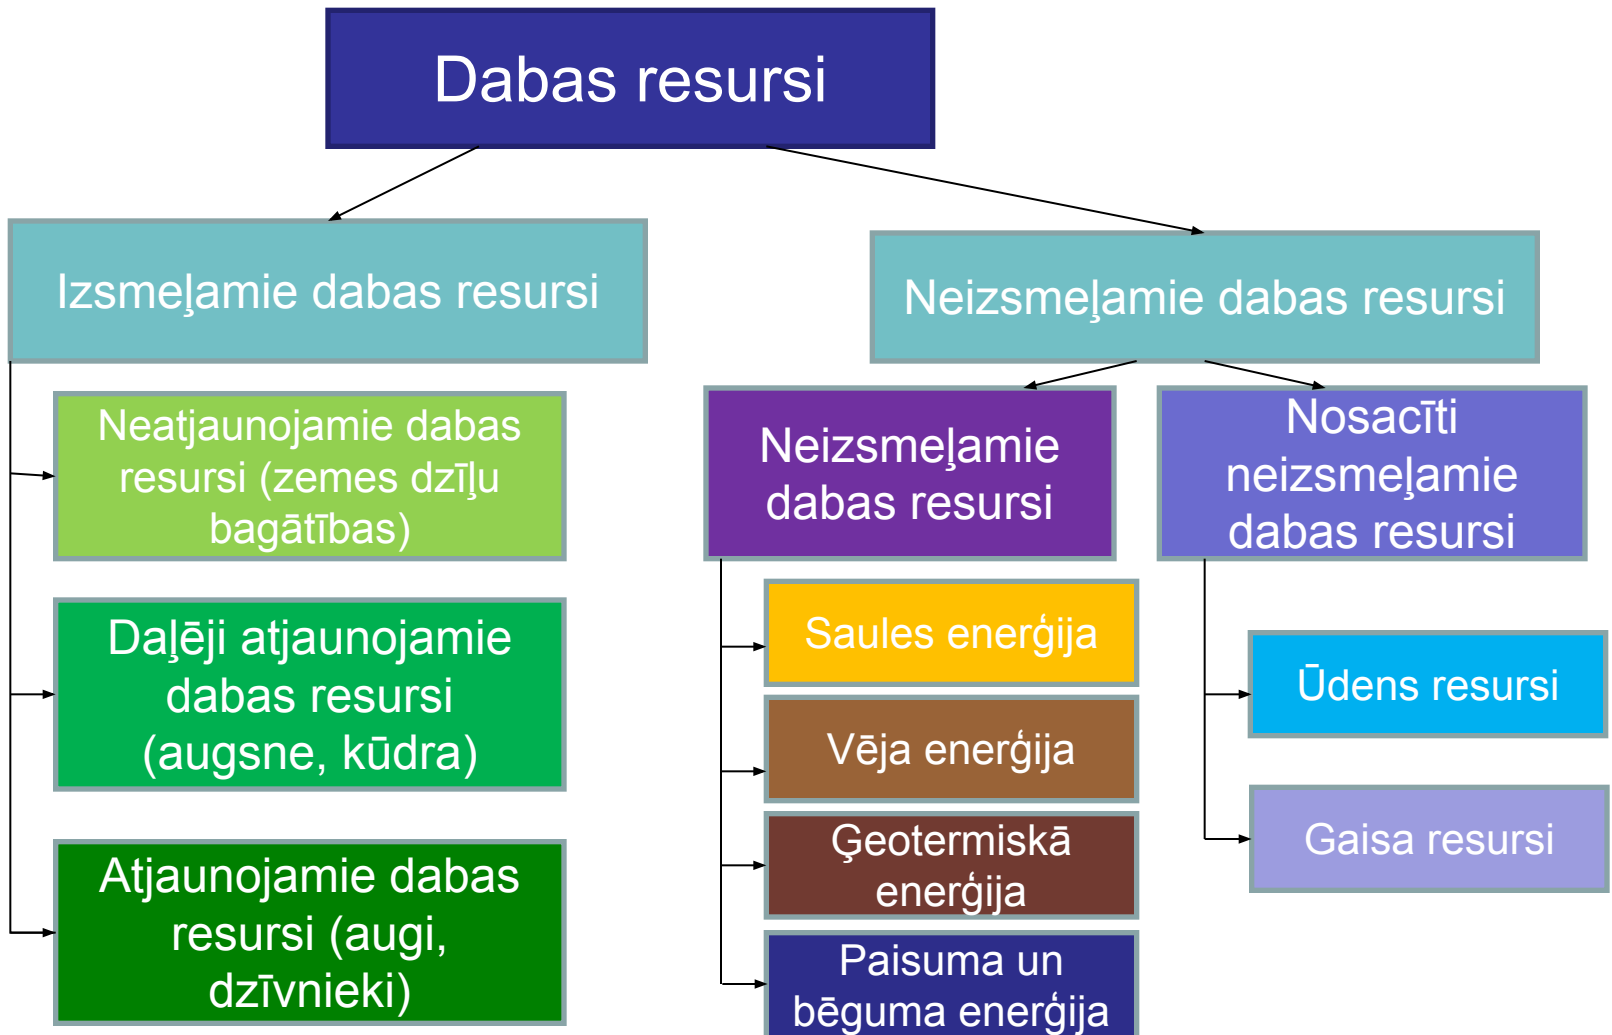 Dabas resursi
Izsmeļamie dabas resursi
Neatjaunojamie dabas
resursi (zemes dzīļu
bagātības)
Daļēji atjaunojamie
dabas resursi
(augsne, kūdra)
Atjaunojamie dabas
resursi (augi,
dzīvnieki)
Neizsmeļamie dabas resursi
Neizsmeļamie
dabas resursi
Saules enerģija
Vēja enerģija
Ģeotermiskā
enerģija
Paisuma un
bēguma enerģija
Nosacīti
neizsmeļamie
dabas resursi
Ūdens resursi
Gaisa resursi